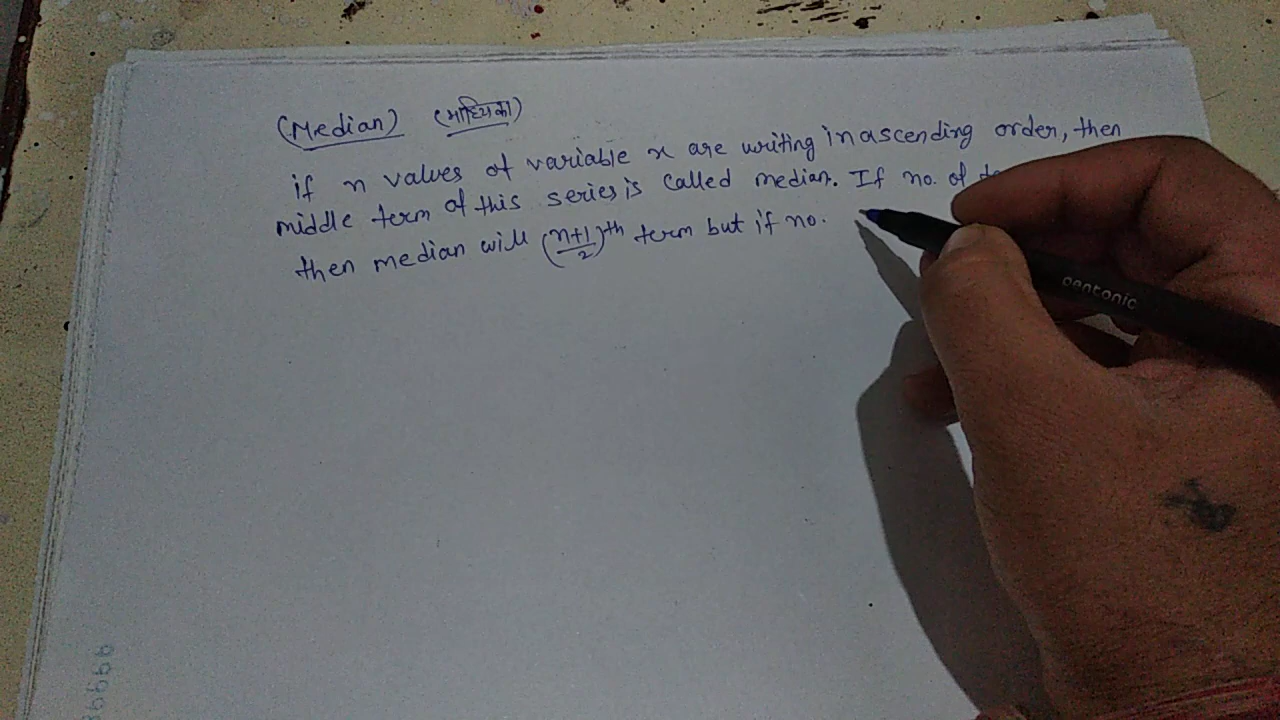 (Median) (माध्यिका)
if n values of variable x are writing in ascending order, then
middle term of this series is called median. If no. of
then median will (n+1/2)th term but if no.
pentonic